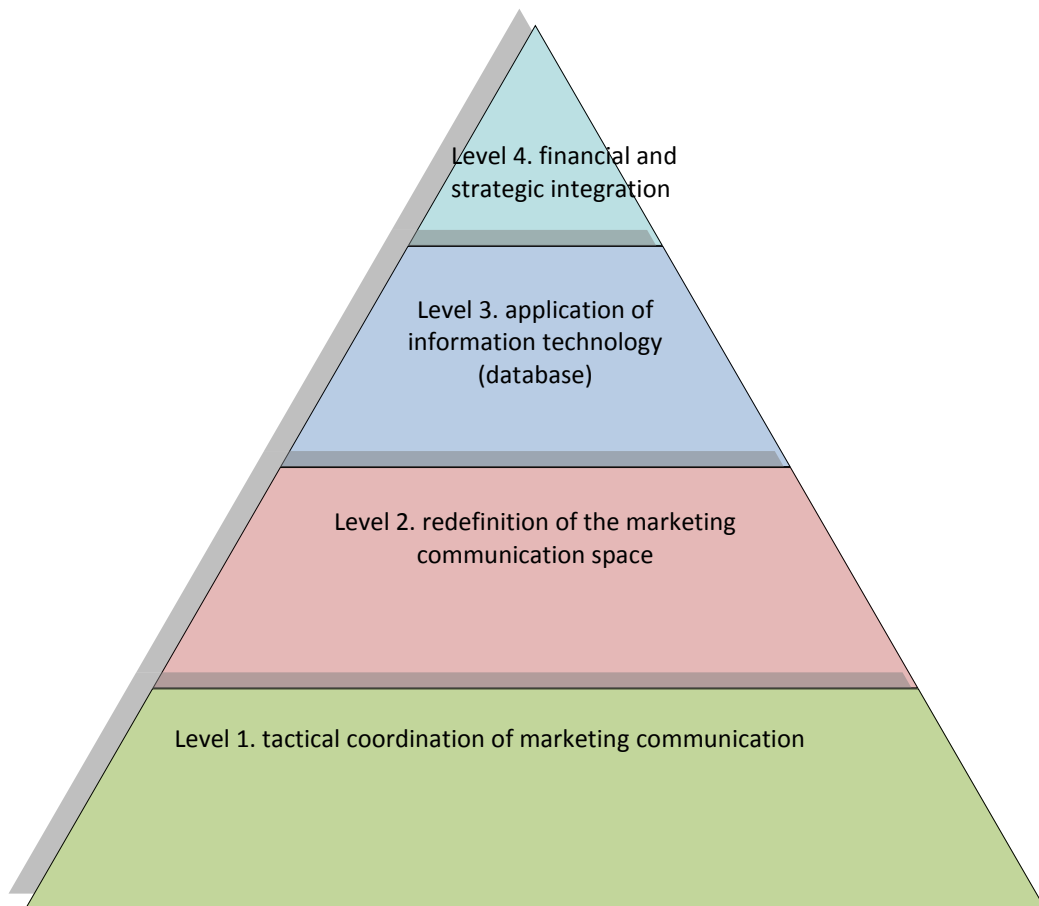 Level 4. financial and
strategic integration
Level 3. application of
information technology
(database)
Level 2. redefinition of the marketing
communication space
Level 1. tactical coordination of marketing communication